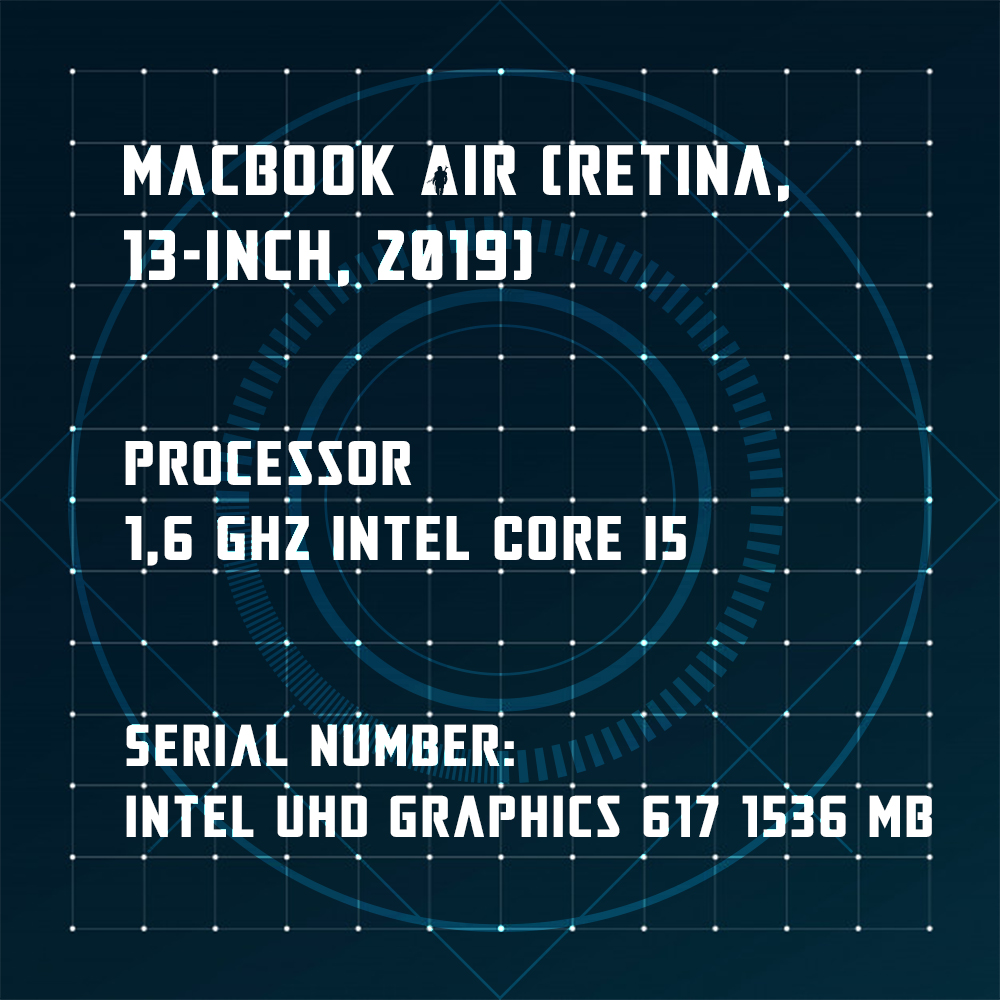 MACBOOK AIR (RETINA,
13-INCH, 2019)
PROCESSOR
1,6 GHZ INTEL CORE I5
SERIAL NUMBER:
INTEL UHD GRAPHICS 617 1536 MB